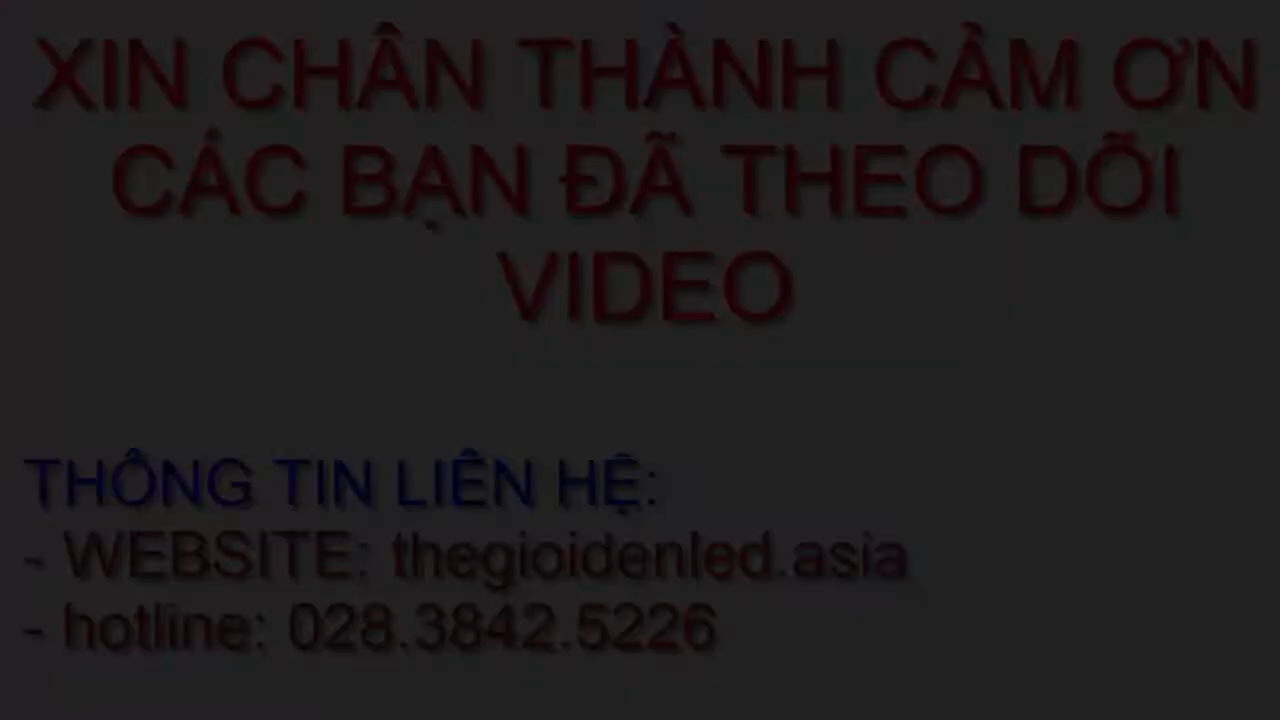 XIN CHÂN THÀNH CẢM ƠN
CÁC BẠN ĐÃ THEO DÕI
VIDEO
THÔNG TIN LIÊN HỆ:
- WEBSITE: thegioidenled.asia
- hotline: 028.3842.5226